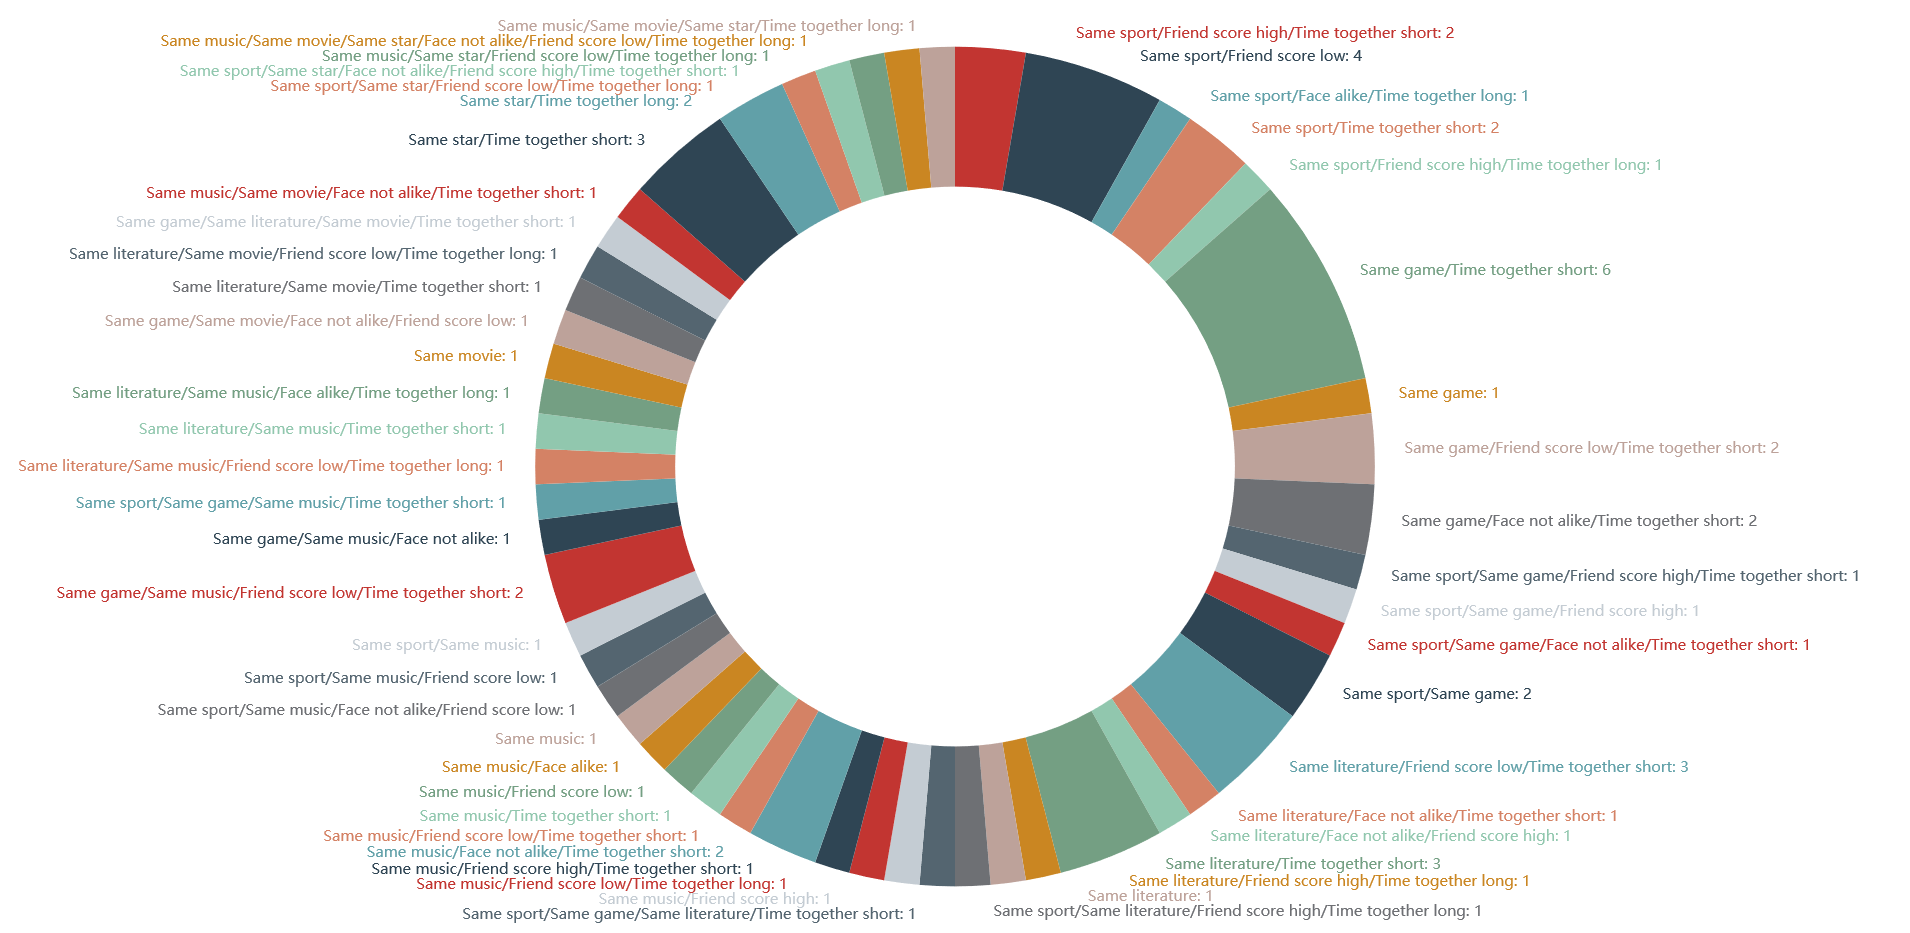 Same music/Same movie/Same star/Time together long: 1
Same sport/Friend score high/Time together short: 2
Same music/Same movie/Same star/Face not alike/Friend score low/Time together long: 1
Same sport/Friend score low: 4
Same music/Same star/Friend score low/Time together long: 1
Same sport/Same star/Face not alike/Friend score high/Time together short: 1
Same sport/Same star/Friend score low/Time together long: 1
Same sport/Face alike/Time together long: 1
Same star/Time together long: 2
Same sport/Time together short: 2
Same star/Time together short: 3
Same sport/Friend score high/Time together long: 1
Same music/Same movie/Face not alike/Time together short: 1
Same game/Same literature/Same movie/Time together short: 1
Same literature/Same movie/Friend score low/Time together long: 1
Same game/Time together short: 6
Same literature/Same movie/Time together short: 1
Same game/Same movie/Face not alike/Friend score low: 1
Same movie: 1
Same literature/Same music/Face alike/Time together long: 1
Same game: 1
Same literature/Same music/Time together short: 1
Same game/Friend score low/Time together short: 2
Same literature/Same music/Friend score low/Time together long: 1
Same sport/Same game/Same music/Time together short: 1
Same game/Face not alike/Time together short: 2
Same game/Same music/Face not alike: 1
Same sport/Same game/Friend score high/Time together short: 1
Same game/Same music/Friend score low/Time together short: 2
Same sport/Same game/Friend score high: 1
Same sport/Same music: 1
Same sport/Same game/Face not alike/Time together short: 1
Same sport/Same music/Friend score low: 1
Same sport/Same game: 2
Same sport/Same music/Face not alike/Friend score low: 1
Same music: 1
Same music/Face alike: 1
Same literature/Friend score low/Time together short: 3
Same music/Friend score low: 1
Same music/Time together short: 1
Same literature/Face not alike/Time together short: 1
Same music/Friend score low/Time together short: 1
Same literature/Face not alike/Friend score high: 1
Same music/Face not alike/Time together short: 2
Same literature/Time together short: 3
Same music/Friend score high/Time together short: 1
Same literature/Friend score high/Time together long: 1
Same music/Friend score low/Time together long: 1
Same literature: 1
Same music/Friend score high: 1
Same sport/Same literature/Friend score high/Time together long: 1
Same sport/Same game/Same literature/Time together short: 1